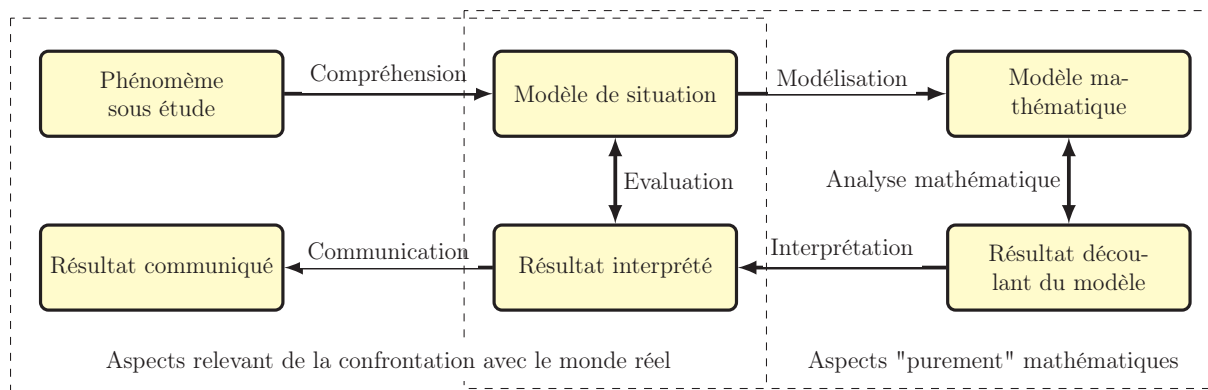 Phénomème
sous étude
Compréhension
Modèle de situation
Modélisation
Modèle ma-
thématique
Evaluation
Analyse mathématique
Résultat communiqué
Communication
Résultat interprété
Interprétation
Résultat décou-
lant du modèle
Aspects relevant de la confrontation avec le monde réel
Aspects "purement" mathématiques